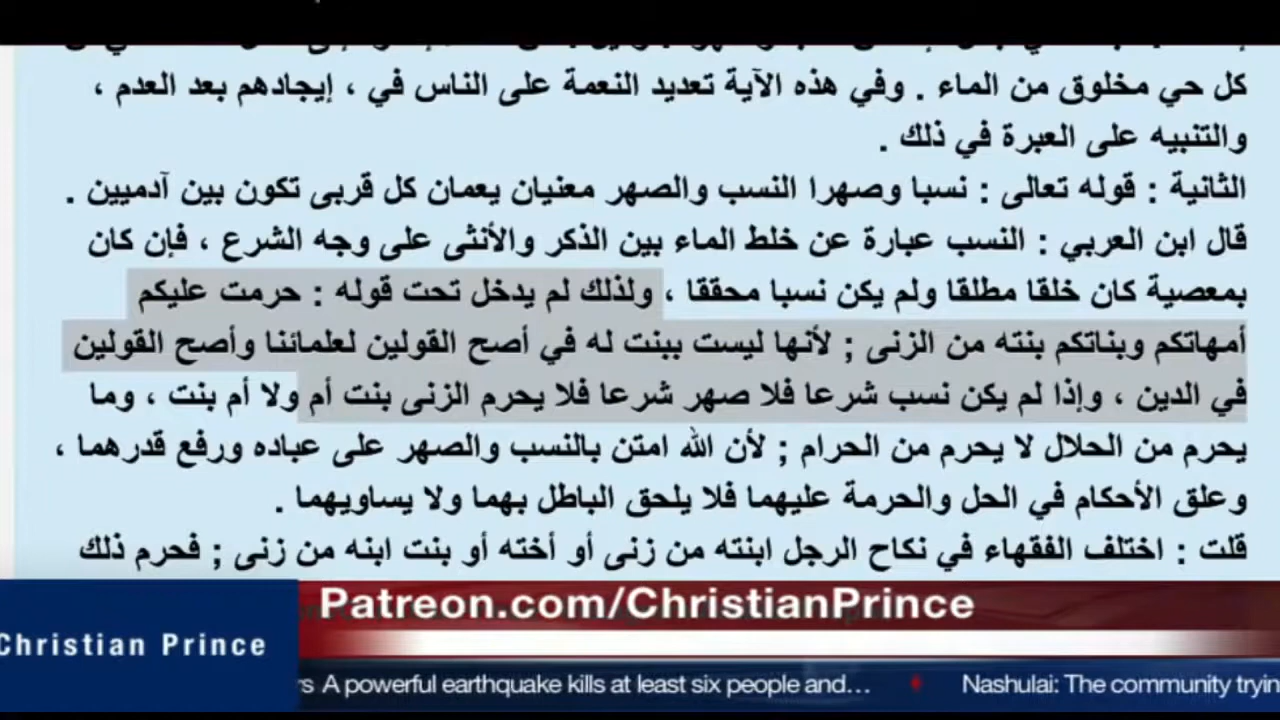 كل حي مخلوق من الماء . وفي هذه الآية تعديد النعمة على الناس في ، إيجادهم بعد العدم ،
والتنبيه على العبرة في ذلك .
الثانية : قوله تعالى : نسبا وصهرا النسب والصهر معنيان يعمان كل قربى تكون بين آدميين .
قال ابن العربي : النسب عبارة عن خلط الماء بين الذكر والأنثى على وجه الشرع ، فإن كان
بمعصية كان خلقا مطلقا ولم يكن نسبا محققا ، ولذلك لم يدخل تحت قوله : حرمت عليكم
أمهاتكم وبناتكم بنته من الزنى ; لأنها ليست ببنت له في أصح القولين لعلمائنا وأصح القولين
في الدين ، وإذا لم يكن نسب شرعا فلا صهر شرعا فلا يحرم الزنى بنت أم ولا أم بنت ، وما
يحرم من الحلال لا يحرم من الحرام ; لأن الله امتن بالنسب والصهر على عباده ورفع قدرهما ،
وعلق الأحكام في الحل والحرمة عليهما فلا يلحق الباطل بهما ولا يساويهما .
قلت : اختلف الفقهاء في نكاح الرجل ابنته من زنى أو أخته أو بنت ابنه من زنى ; فحرم ذلك
Patreon.com/ChristianPrince
Christian Prince
A powerful earthquake kills at least six people and… Nashulai: The community